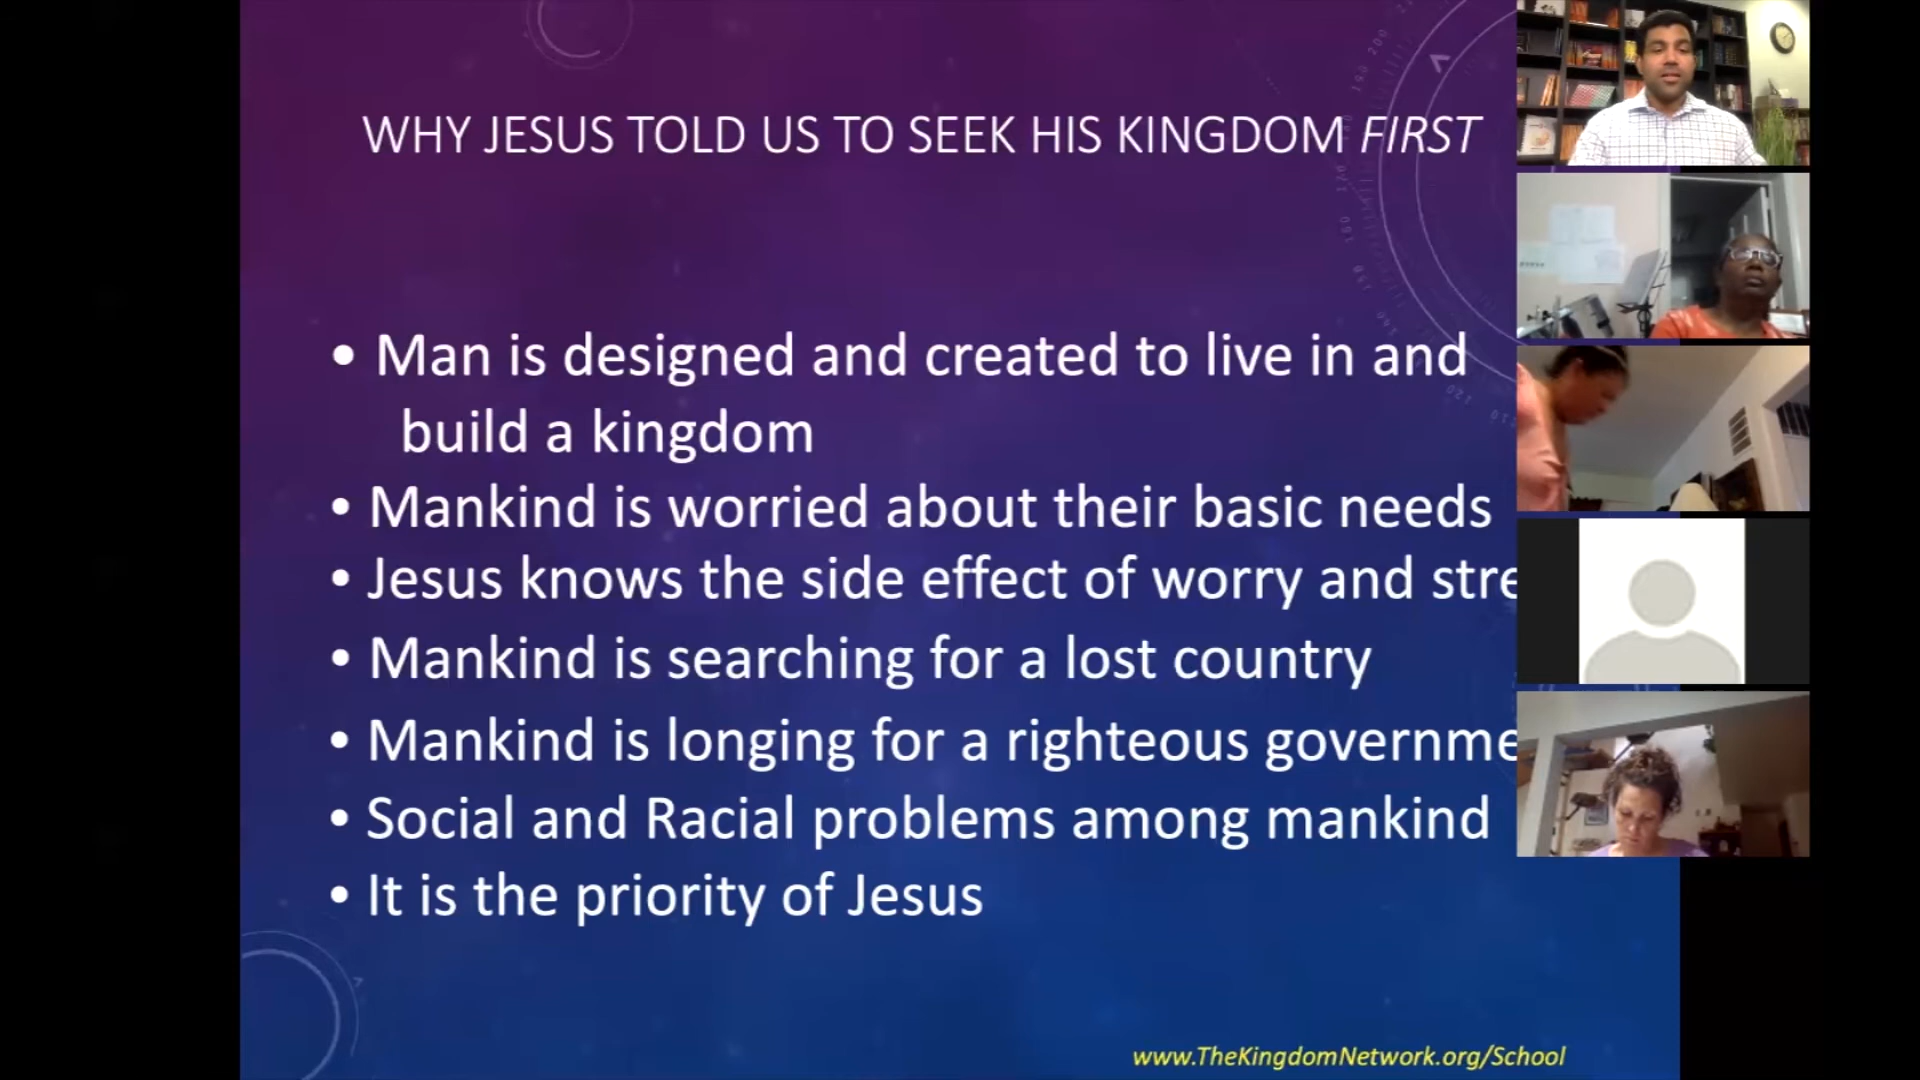 WHY JESUS TOLD US TO SEEK HIS KINGDOM FIRST
• Man is designed and created to live in and
build a kingdom
• Mankind is worried about their basic needs
• Jesus knows the side effect of worry and stre
• Mankind is searching for a lost country
• Mankind is longing for a righteous governme
• Social and Racial problems among mankind
• It is the priority of Jesus
www.TheKingdomNetwork.org/School